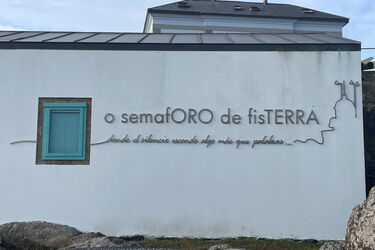 o semafORO de fisTERRA
donde el silencio esconde algo más que palabras...